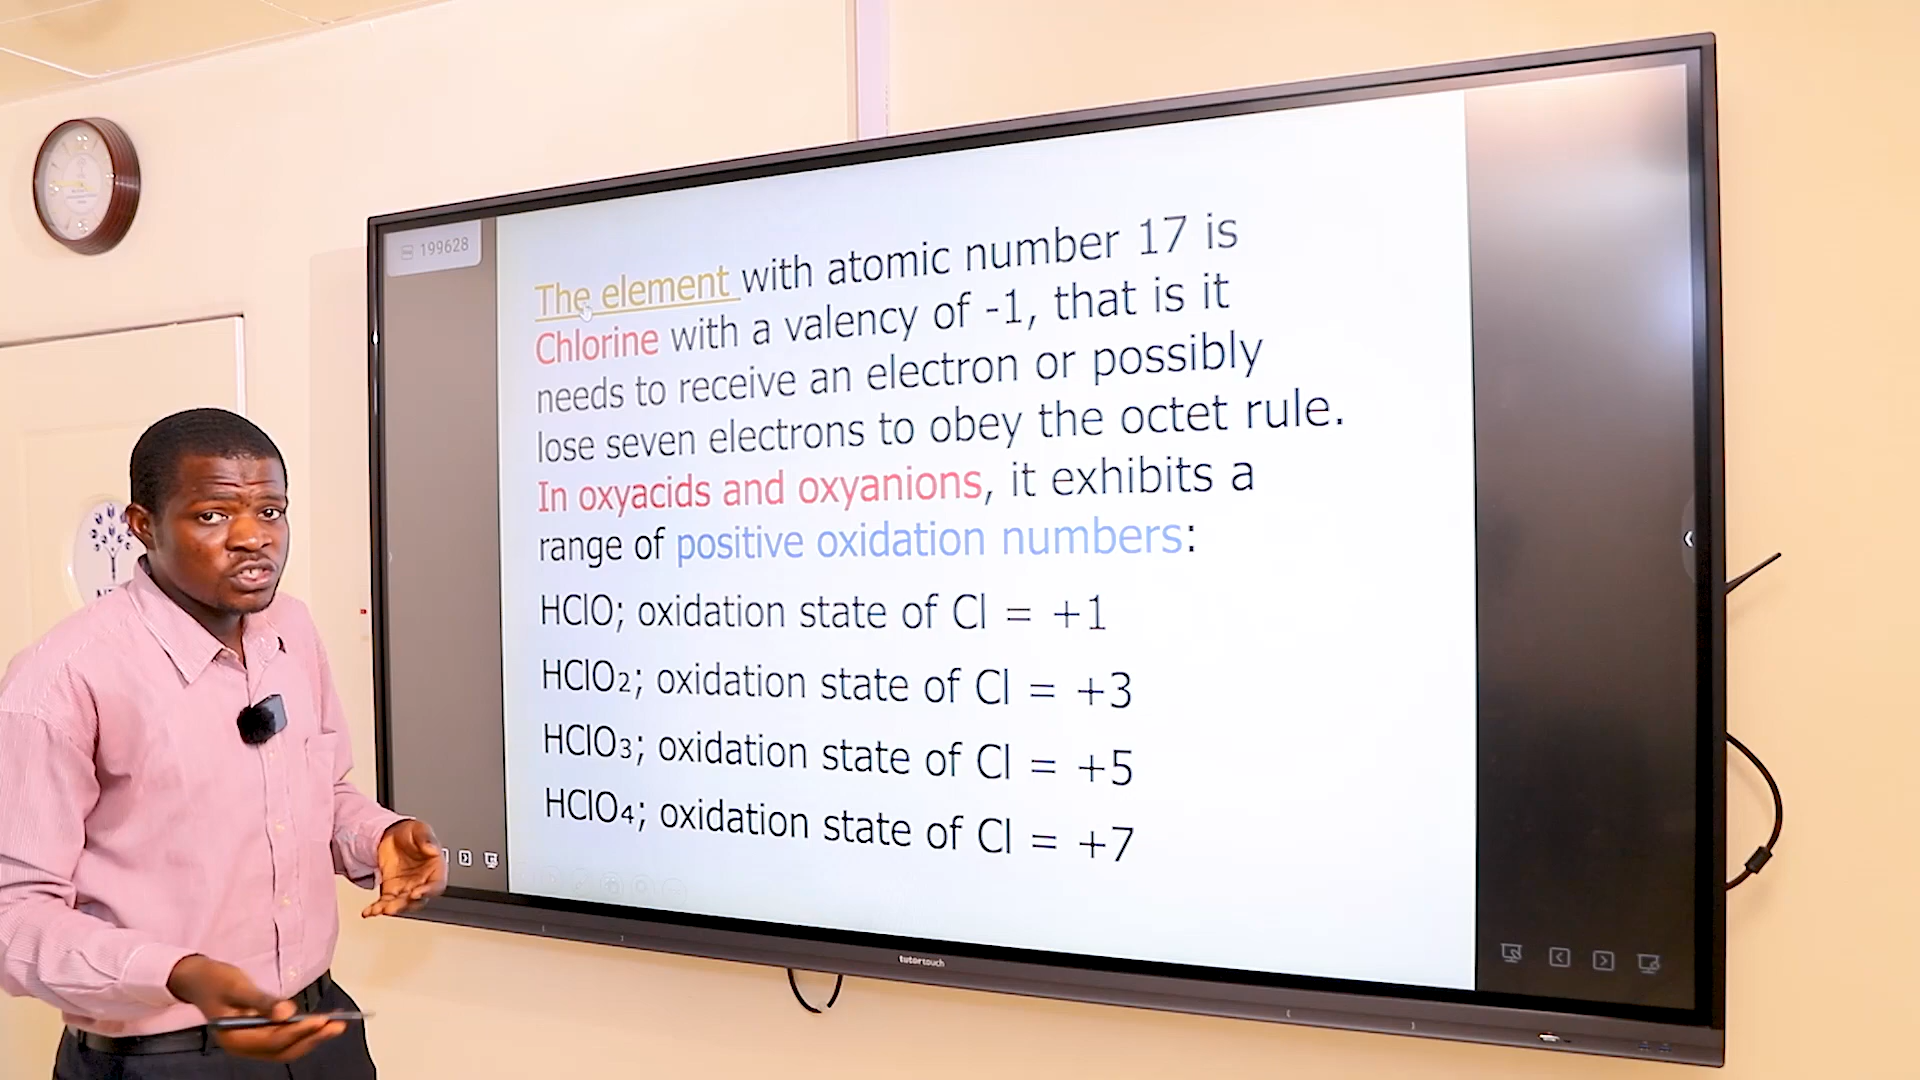 199628
The element with atomic number 17 is
Chlorine with a valency of -1, that is it
needs to receive an electron or possibly
lose seven electrons to obey the octet rule.
In oxyacids and oxyanions, it exhibits a
range of positive oxidation numbers:
HClO; oxidation state of Cl = +1
HClO₂; oxidation state of Cl = +3
HClO₃; oxidation state of Cl = +5
HClO₄; oxidation state of Cl = +7
tutortouch